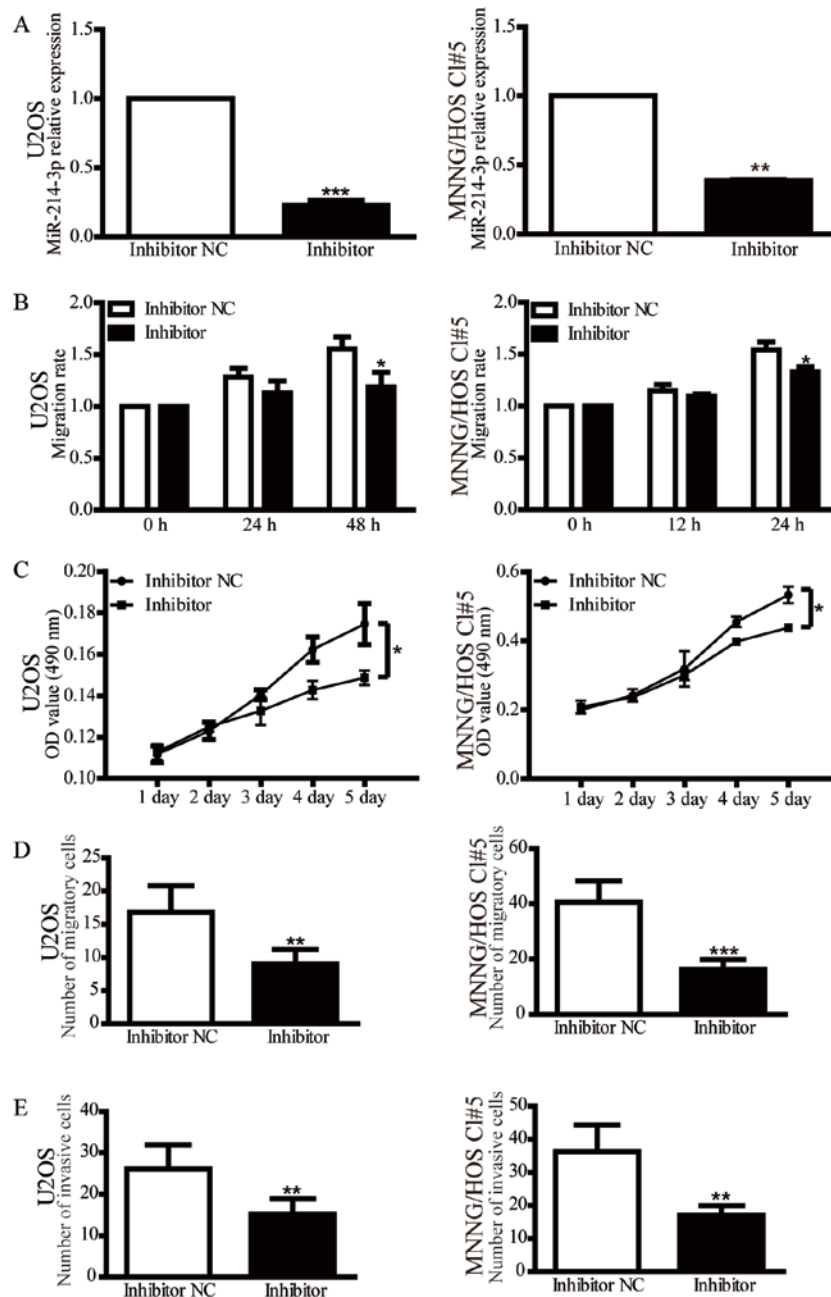 A
U2OS
MiR-214-3p relative expression
1.5
1.0
0.5
0.0
***
Inhibitor NC
Inhibitor
MNNG/HOS Cl#5
MiR-214-3p relative expression
1.5
1.0
0.5
0.0
**
Inhibitor NC
Inhibitor
B
U2OS
Migration rate
2.0
1.5
1.0
0.5
0.0
Inhibitor NC
Inhibitor
*
0 h
24 h
48 h
MNNG/HOS Cl#5
Migration rate
2.0
1.5
1.0
0.5
0.0
Inhibitor NC
Inhibitor
*
0 h
12 h
24 h
C
U2OS
OD value (490 nm)
0.20
0.18
0.16
0.14
0.12
0.10
Inhibitor NC
Inhibitor
*
1 day
2 day
3 day
4 day
5 day
MNNG/HOS Cl#5
OD value (490 nm)
0.6
0.4
0.2
0.0
Inhibitor NC
Inhibitor
*
1 day
2 day
3 day
4 day
5 day
D
U2OS
Number of migratory cells
25
20
15
10
5
0
**
Inhibitor NC
Inhibitor
MNNG/HOS Cl#5
Number of migratory cells
60
40
20
0
***
Inhibitor NC
Inhibitor
E
U2OS
Number of invasive cells
40
30
20
10
0
**
Inhibitor NC
Inhibitor
MNNG/HOS Cl#5
Number of invasive cells
50
40
30
20
10
0
**
Inhibitor NC
Inhibitor